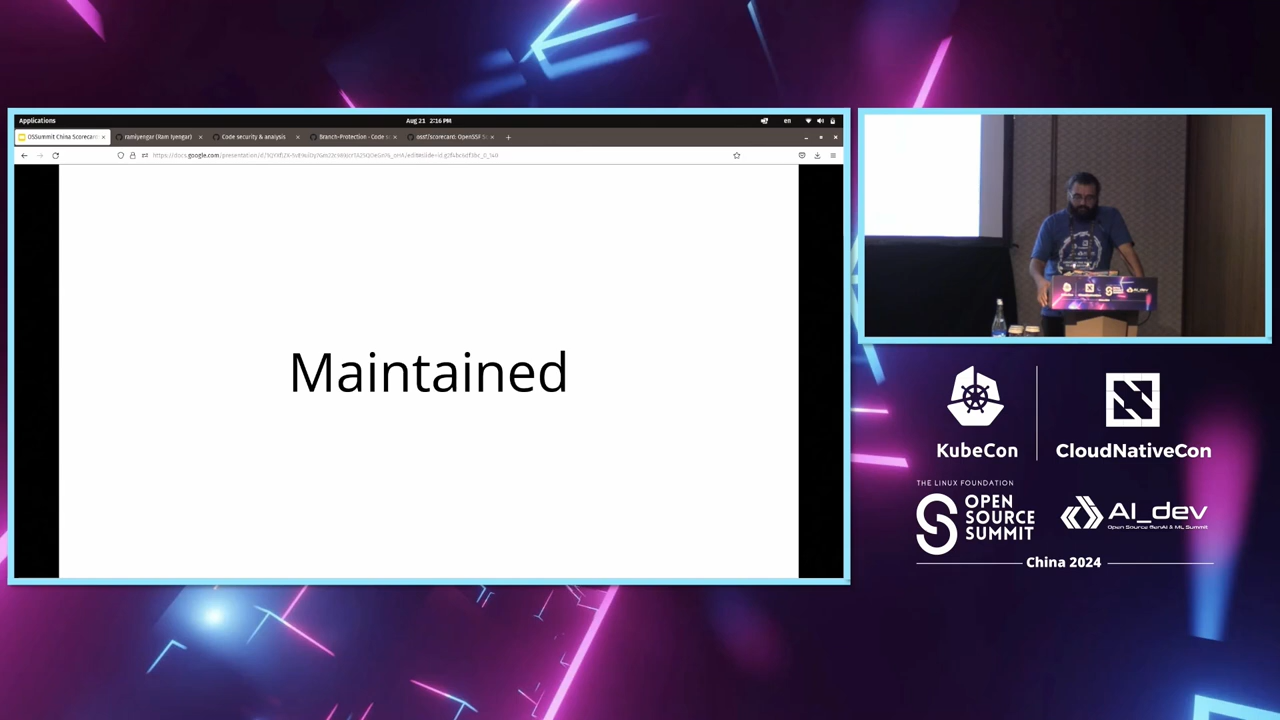 Applications
Aug 21 2:16 PM
en
OSSummit China Scorecard
ramiyengar (Ram Iyengar)
Code security & analysis
Branch-Protection · Code s
ossf/scorecard: OpenSSF Sc
Maintained
KubeCon
CloudNativeCon
THE LINUX FOUNDATION
OPEN
SOURCE
SUMMIT
AI_dev
Open Source GenAI & ML Summit
China 2024